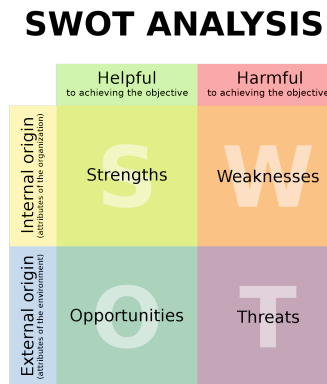 SWOT ANALYSIS
Helpful
to achieving the objective
Harmful
to achieving the objective
Internal origin
(attributes of the organization)
S
Strengths
W
Weaknesses
External origin
(attributes of the environment)
O
Opportunities
T
Threats